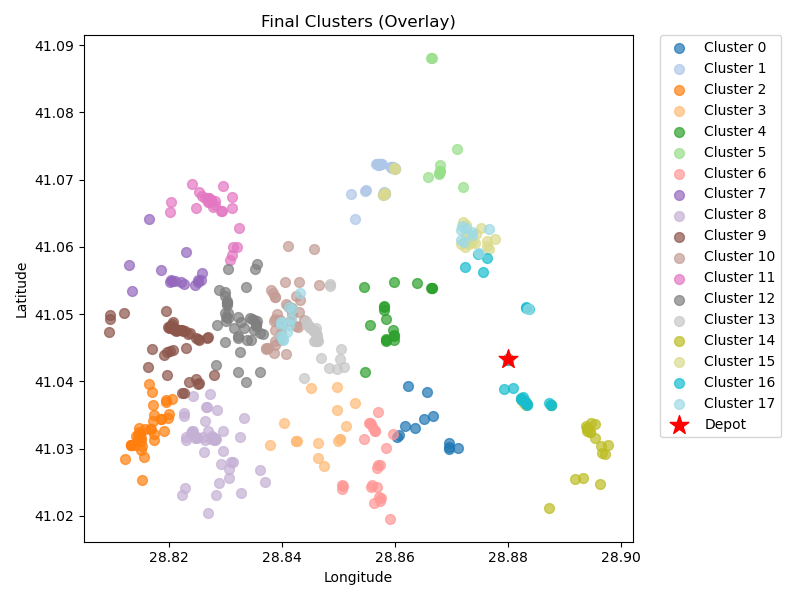 Final Clusters (Overlay)
41.09
41.08
41.07
41.06
41.05
41.04
41.03
41.02
Latitude
28.82
28.84
28.86
28.88
28.90
Longitude
Cluster 0
Cluster 1
Cluster 2
Cluster 3
Cluster 4
Cluster 5
Cluster 6
Cluster 7
Cluster 8
Cluster 9
Cluster 10
Cluster 11
Cluster 12
Cluster 13
Cluster 14
Cluster 15
Cluster 16
Cluster 17
Depot